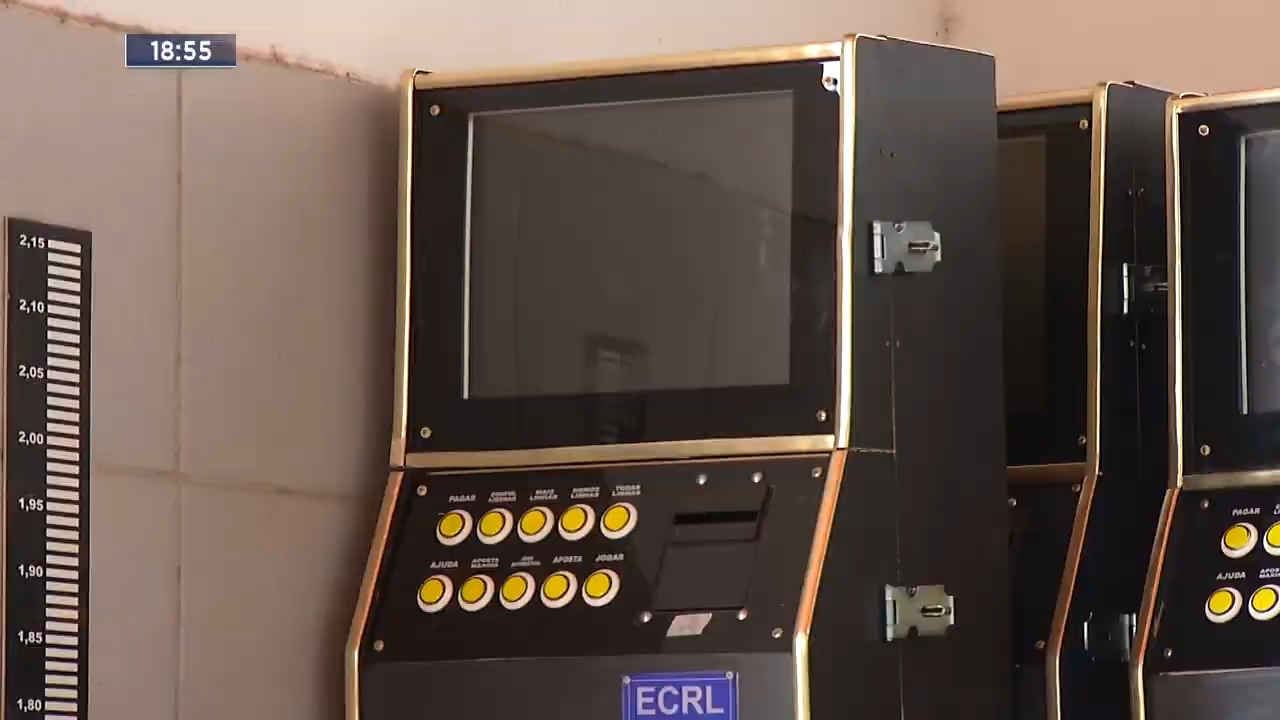 18:55
2,15
2,10
2,05
2,00
1,95
1,90
1,85
1,80
PAGAR
MAIS LINHAS
MENOS LINHAS
TODAS LINHAS
AJUDA
APOSTA MAXIMA
APOSTA
JOGAR
ECRL
PAGAR
AJUDA